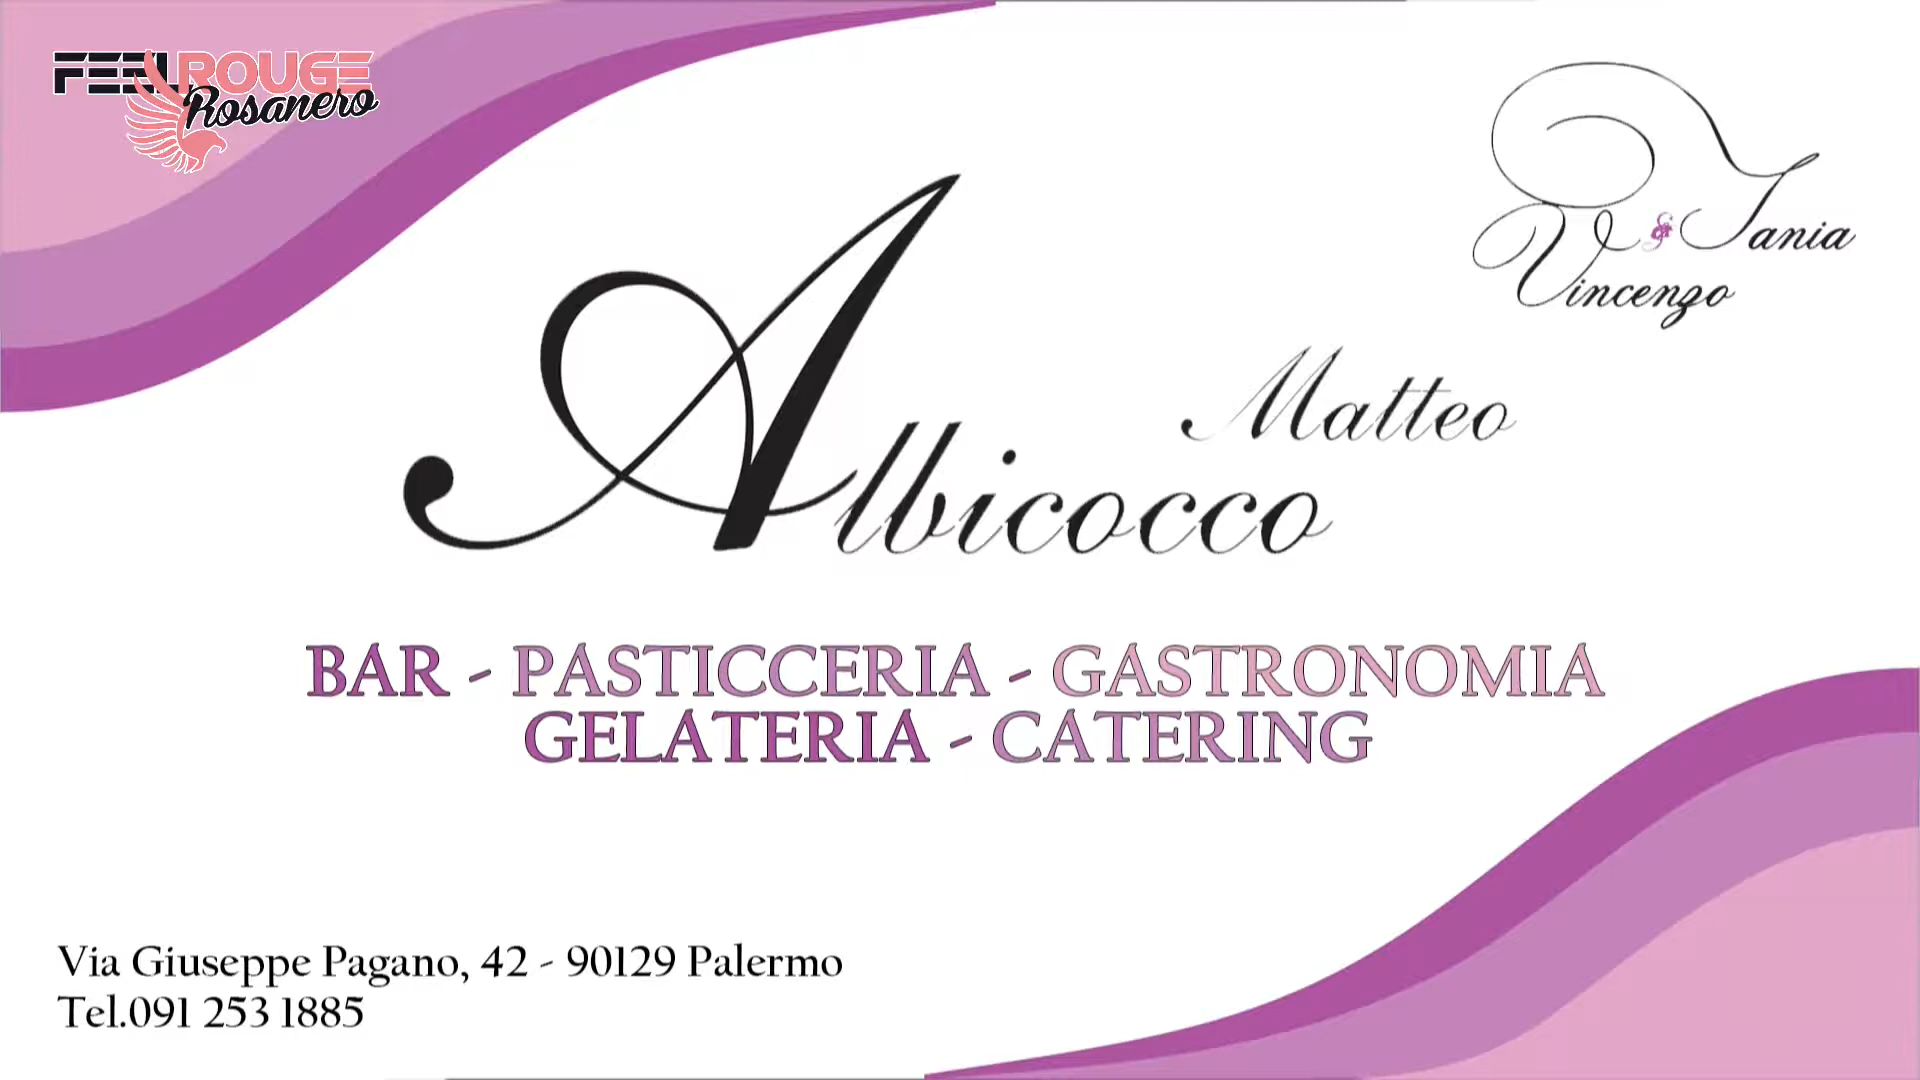 ROUGE
Rosanero
& Tania
Vincenzo
Matteo
Albicocco
BAR - PASTICCERIA - GASTRONOMIA
GELATERIA - CATERING
Via Giuseppe Pagano, 42 - 90129 Palermo
Tel.091 253 1885